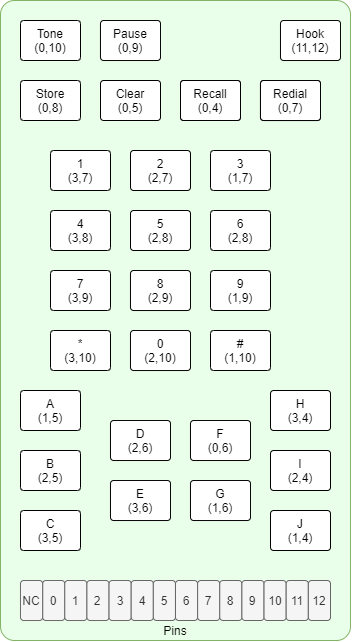 Tone
(0,10)
Pause
(0,9)
Hook
(11,12)
Store
(0,8)
Clear
(0,5)
Recall
(0,4)
Redial
(0,7)
1
(3,7)
2
(2,7)
3
(1,7)
4
(3,8)
5
(2,8)
6
(2,8)
7
(3,9)
8
(2,9)
9
(1,9)
*
(3,10)
0
(2,10)
#
(1,10)
A
(1,5)
H
(3,4)
D
(2,6)
F
(0,6)
B
(2,5)
I
(2,4)
E
(3,6)
G
(1,6)
C
(3,5)
J
(1,4)
NC 0 1 2 3 4 5 6 7 8 9 10 11 12
Pins